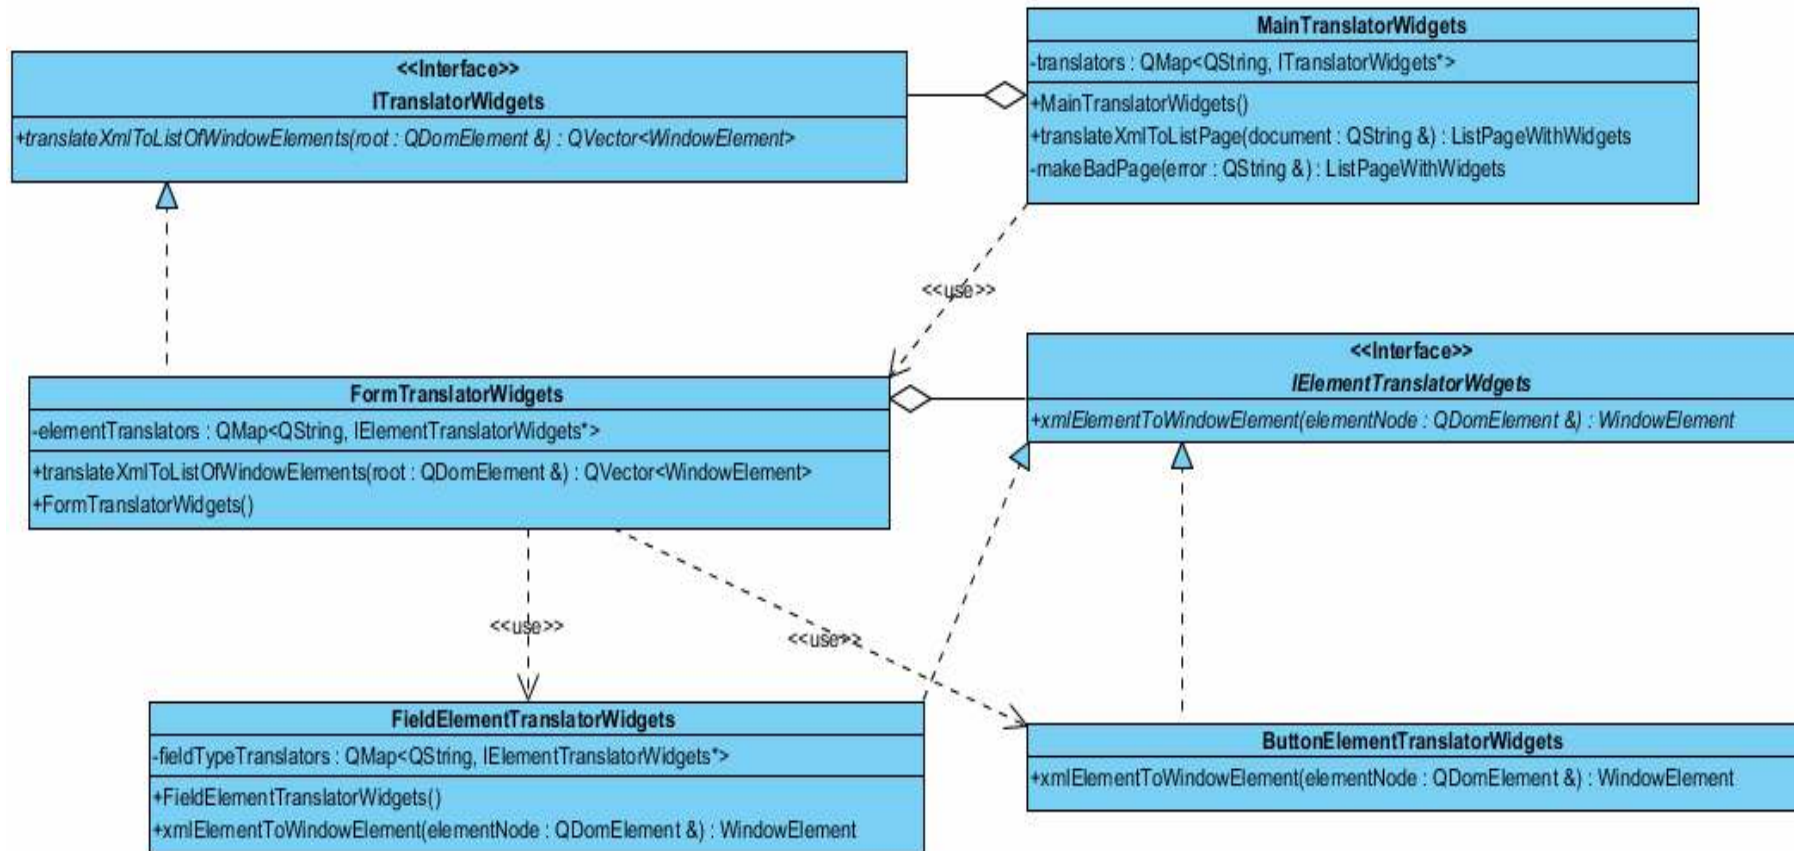 <<Interface>>
ITranslatorWidgets
+translateXmlToListOfWindowElements(root : QDomElement &) : QVector<WindowElement>
MainTranslatorWidgets
-translators : QMap<QString, ITranslatorWidgets*>
+MainTranslatorWidgets()
+translateXmlToListPage(document : QString &) : ListPageWithWidgets
-makeBadPage(error : QString &) : ListPageWithWidgets
<<use>>
<<Interface>>
IElementTranslatorWdgets
+xmlElementToWindowElement(elementNode : QDomElement &) : WindowElement
FormTranslatorWidgets
-elementTranslators : QMap<QString, IElementTranslatorWidgets*>
+translateXmlToListOfWindowElements(root : QDomElement &) : QVector<WindowElement>
+FormTranslatorWidgets()
<<use>>
<<use>>
FieldElementTranslatorWidgets
-fieldTypeTranslators : QMap<QString, IElementTranslatorWidgets*>
+FieldElementTranslatorWidgets()
+xmlElementToWindowElement(elementNode : QDomElement &) : WindowElement
ButtonElementTranslatorWidgets
+xmlElementToWindowElement(elementNode : QDomElement &) : WindowElement